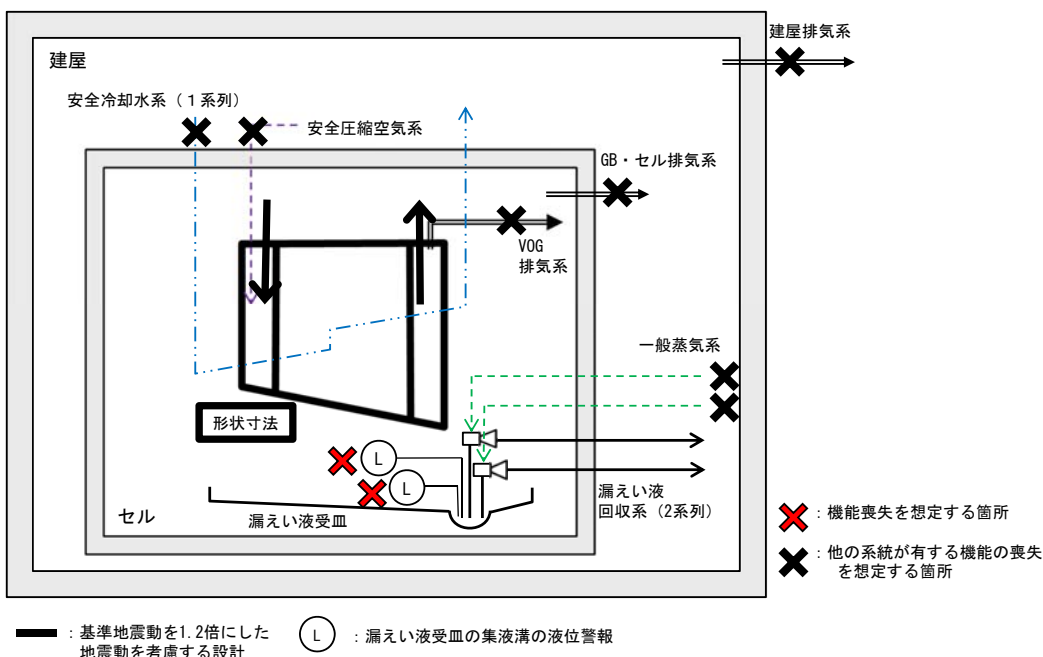 建屋排気系
建屋
安全冷却水系（１系列）
安全圧縮空気系
GB・セル排気系
VOG
排気系
一般蒸気系
形状寸法
L
L
漏えい液
回収系（2系列）
セル
漏えい液受皿
：機能喪失を想定する箇所
：他の系統が有する機能の喪失
を想定する箇所
：基準地震動を1.2倍にした
地震動を考慮する設計
L
：漏えい液受皿の集液溝の液位警報